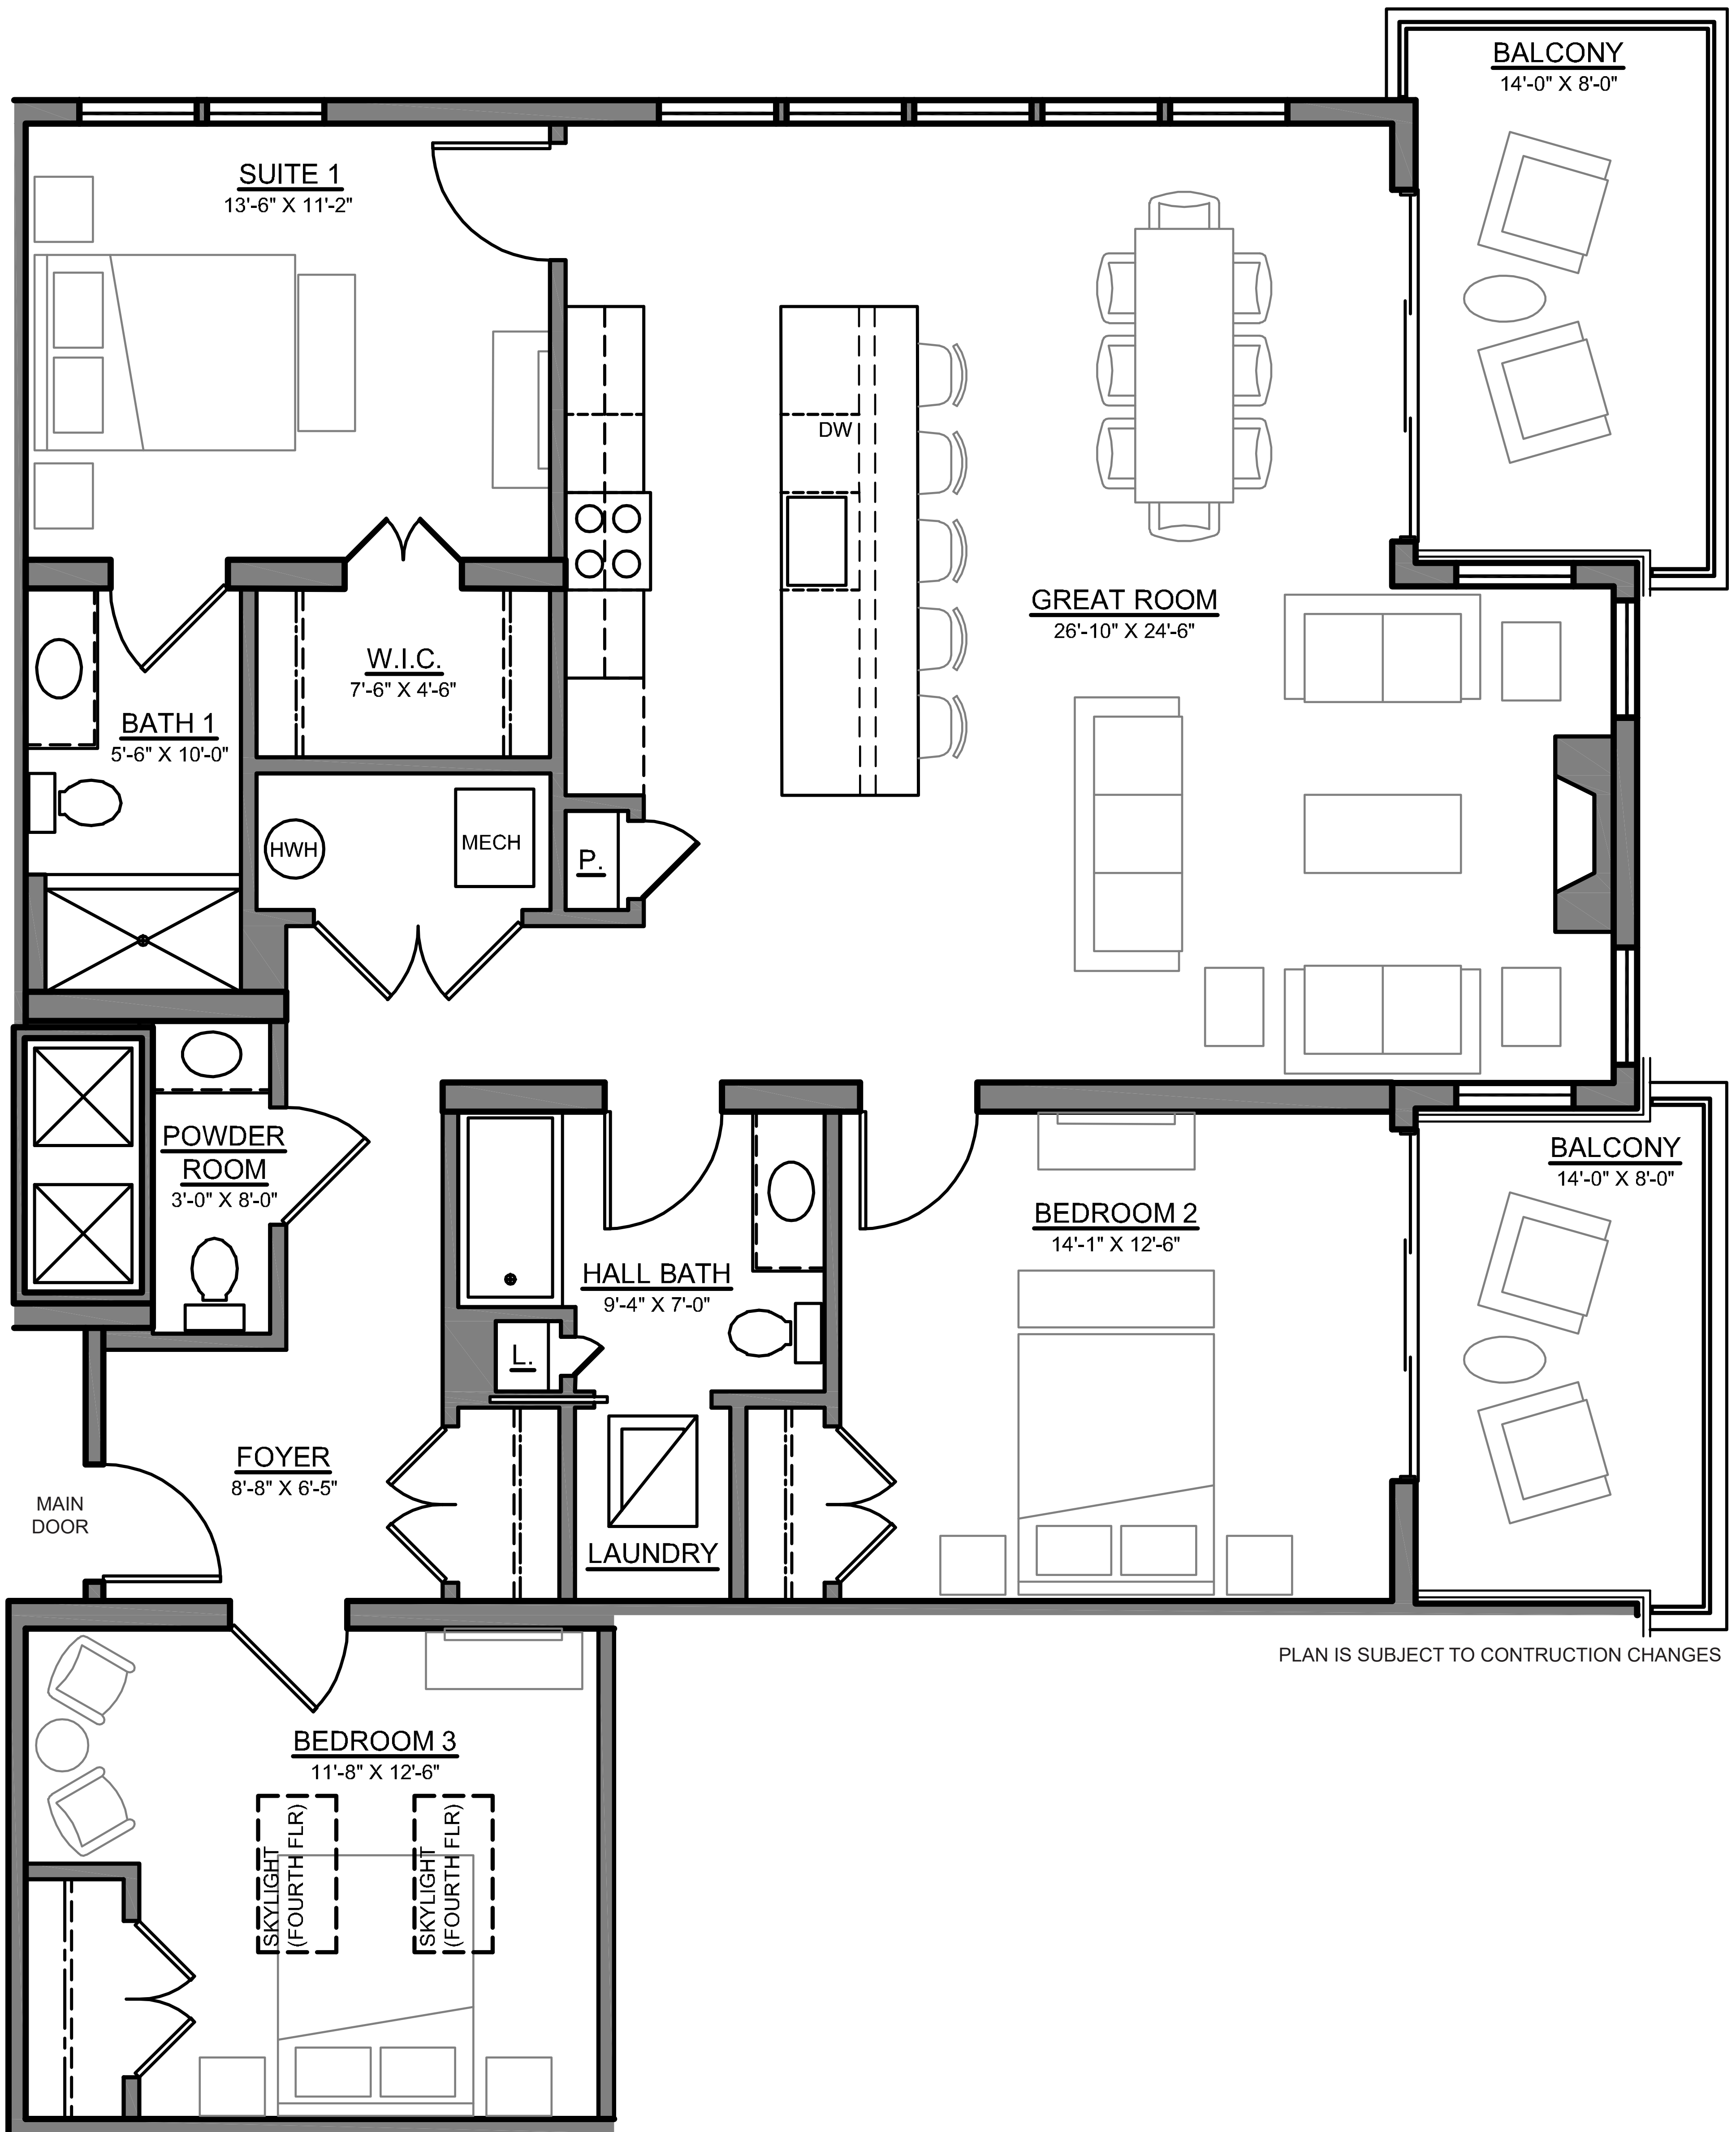 BALCONY
14'-0" X 8'-0"
SUITE 1
13'-6" X 11'-2"
DW
GREAT ROOM
26'-10" X 24'-6"
W.I.C.
7'-6" X 4'-6"
BATH 1
5'-6" X 10'-0"
HWH
MECH
P.
POWDER
ROOM
3'-0" X 8'-0"
BALCONY
14'-0" X 8'-0"
BEDROOM 2
14'-1" X 12'-6"
HALL BATH
9'-4" X 7'-0"
L.
FOYER
8'-8" X 6'-5"
MAIN
DOOR
LAUNDRY
PLAN IS SUBJECT TO CONTRUCTION CHANGES
BEDROOM 3
11'-8" X 12'-6"
SKYLIGHT
(FOURTH FLR)
SKYLIGHT
(FOURTH FLR)